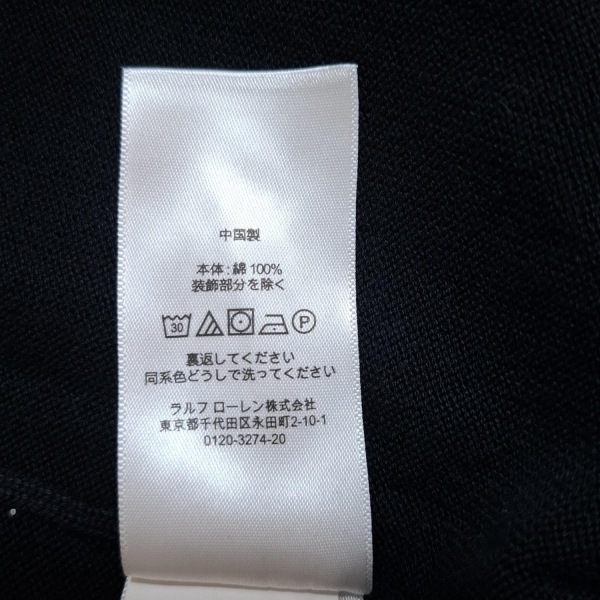 中国製
本体:綿 100%
装飾部分を除く
30 P
裏返してください
同系色どうしで洗ってください
ラルフ ローレン株式会社
東京都千代田区永田町2-10-1
0120-3274-20